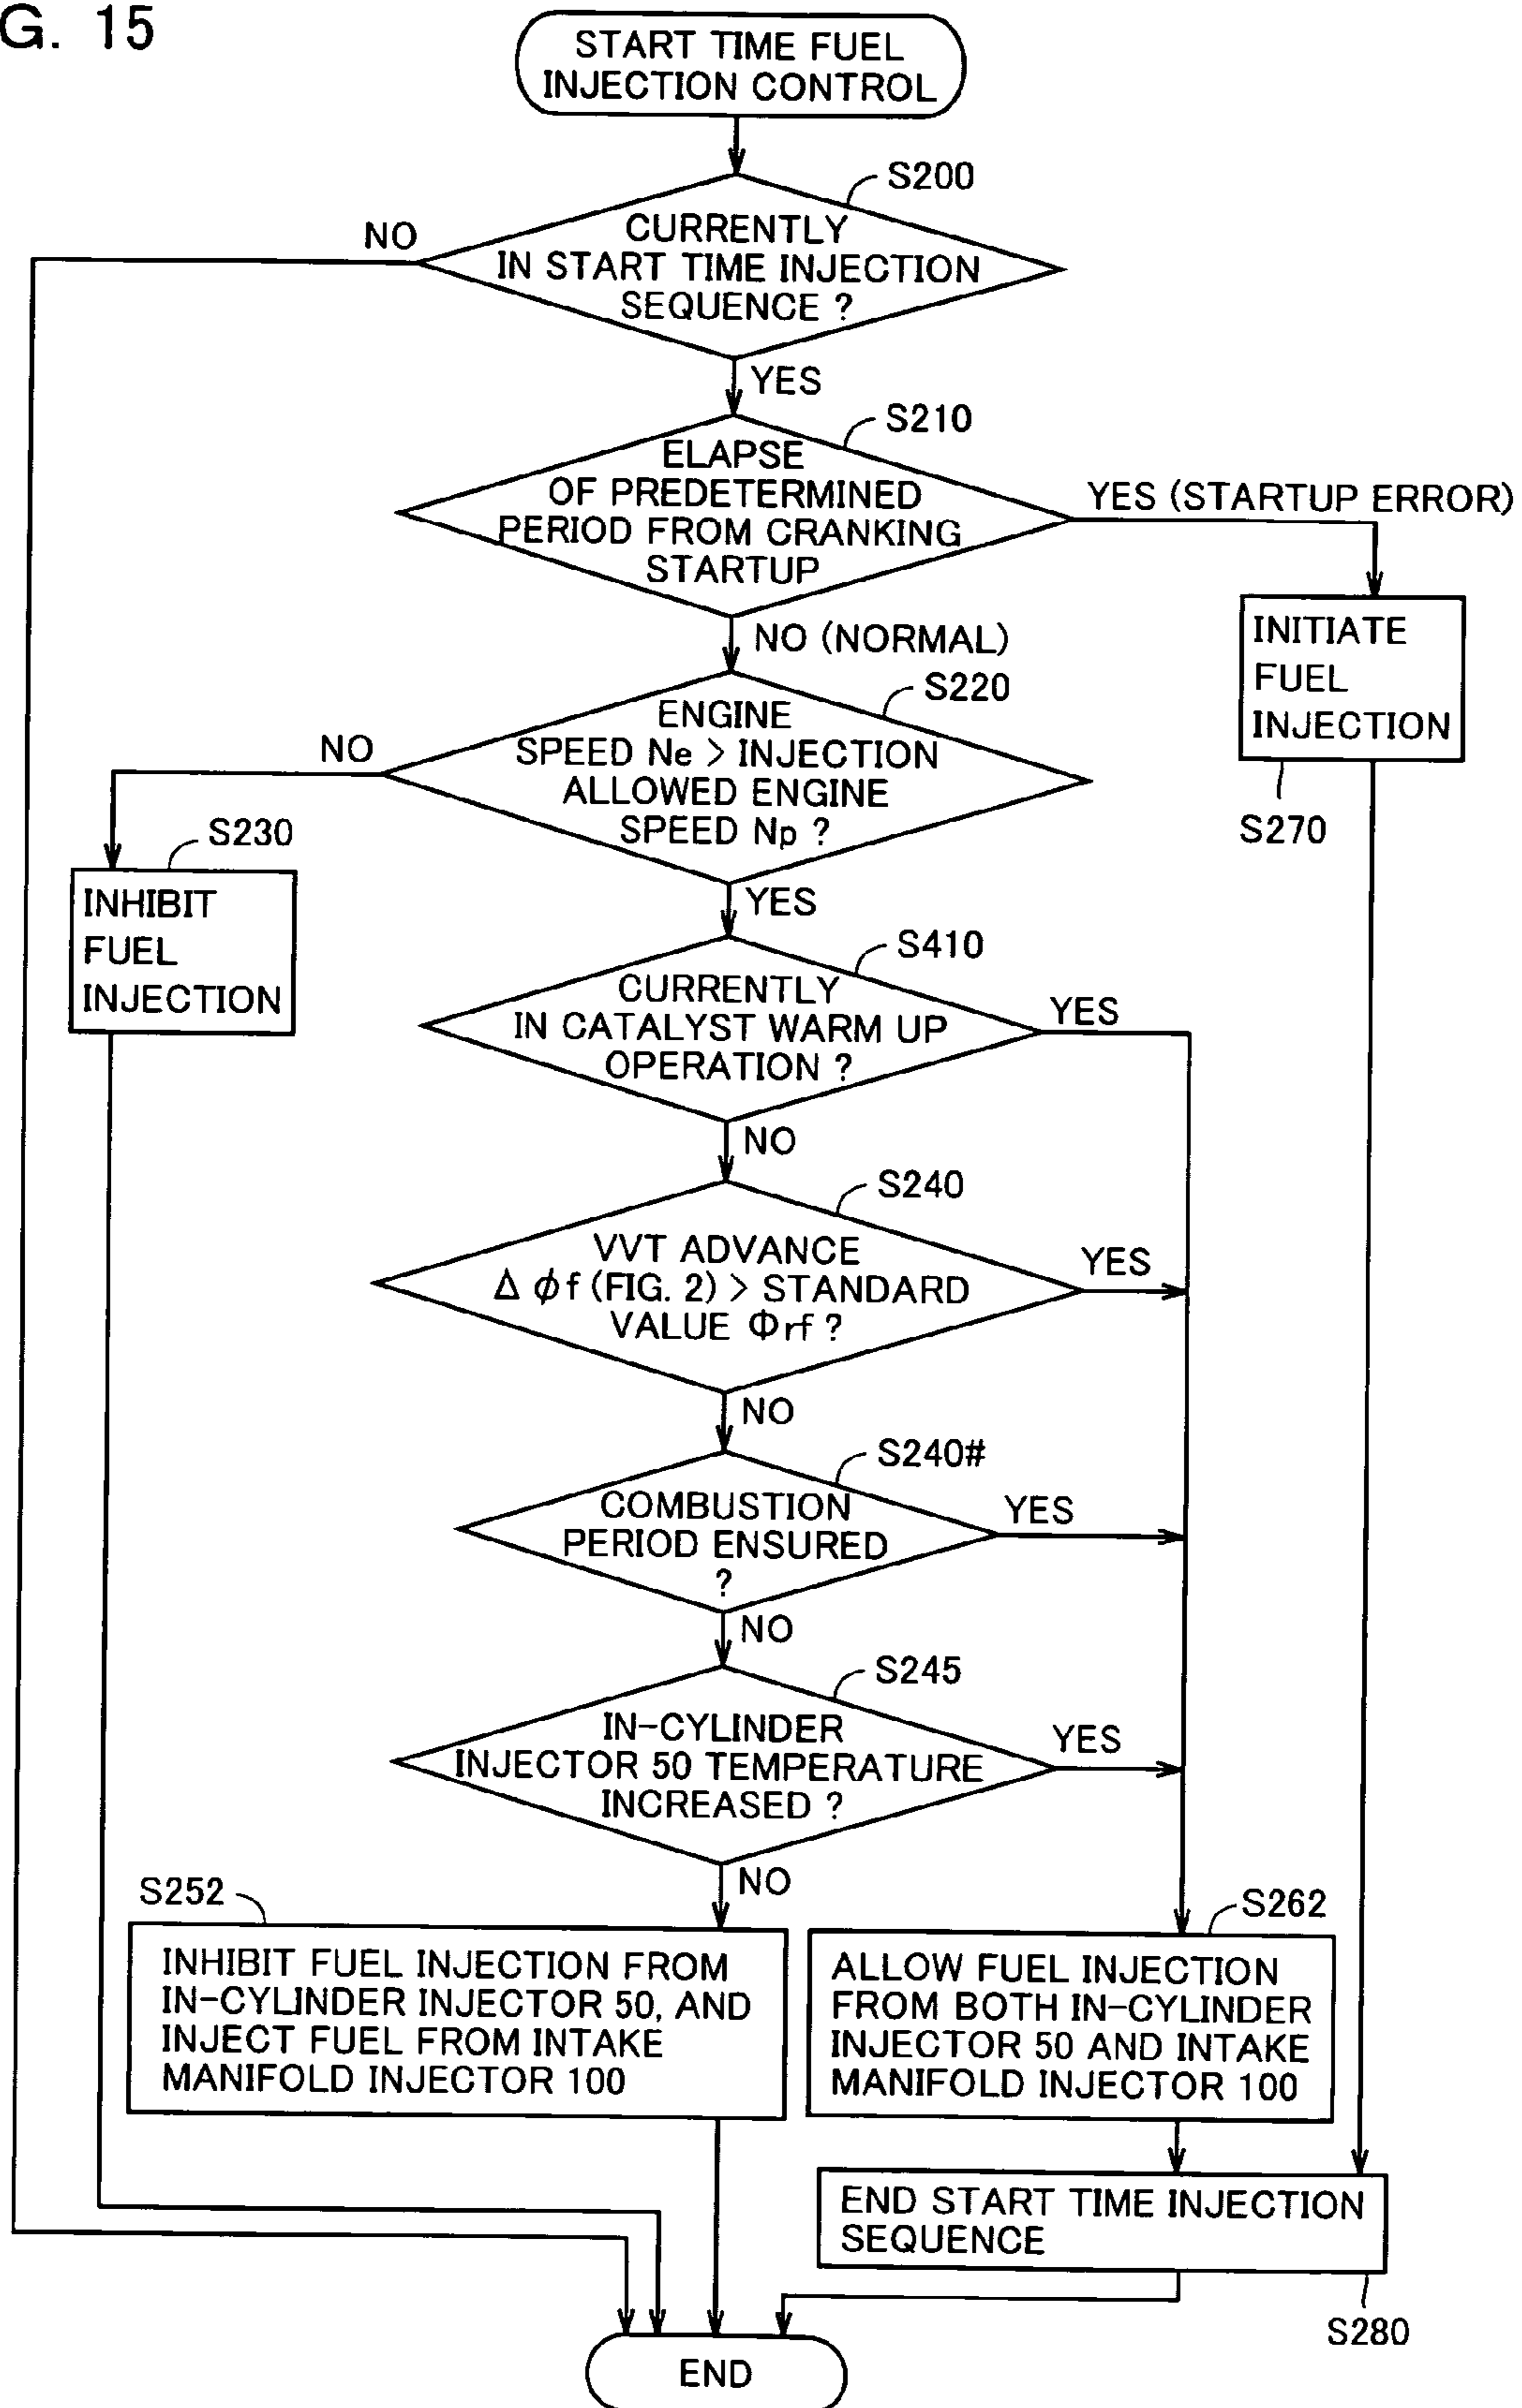 G. 15
START TIME FUEL
INJECTION CONTROL
S200
CURRENTLY
IN START TIME INJECTION
SEQUENCE ?
NO
YES
S210
ELAPSE
OF PREDETERMINED
PERIOD FROM CRANKING
STARTUP
YES (STARTUP ERROR)
NO (NORMAL)
INITIATE
FUEL
INJECTION
S270
S220
ENGINE
SPEED Ne > INJECTION
ALLOWED ENGINE
SPEED Np ?
NO
S230
INHIBIT
FUEL
INJECTION
YES
S410
CURRENTLY
IN CATALYST WARM UP
OPERATION ?
YES
NO
S240
VVT ADVANCE
Δ ϕf (FIG. 2) > STANDARD
VALUE Φrf ?
YES
NO
S240#
COMBUSTION
PERIOD ENSURED
?
YES
NO
S245
IN-CYLINDER
INJECTOR 50 TEMPERATURE
INCREASED ?
YES
NO
S252
INHIBIT FUEL INJECTION FROM
IN-CYLINDER INJECTOR 50, AND
INJECT FUEL FROM INTAKE
MANIFOLD INJECTOR 100
S262
ALLOW FUEL INJECTION
FROM BOTH IN-CYLINDER
INJECTOR 50 AND INTAKE
MANIFOLD INJECTOR 100
END START TIME INJECTION
SEQUENCE
S280
END